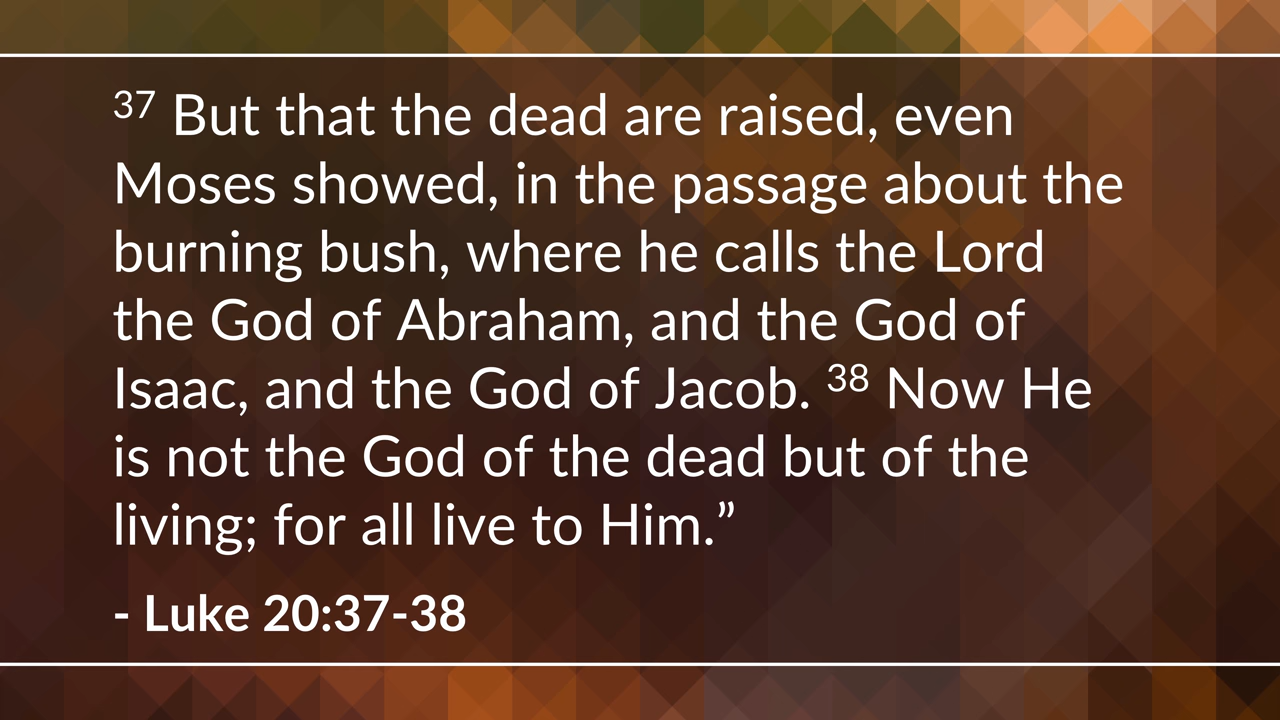 37 But that the dead are raised, even
Moses showed, in the passage about the
burning bush, where he calls the Lord
the God of Abraham, and the God of
Isaac, and the God of Jacob. 38 Now He
is not the God of the dead but of the
living; for all live to Him.”
- Luke 20:37-38